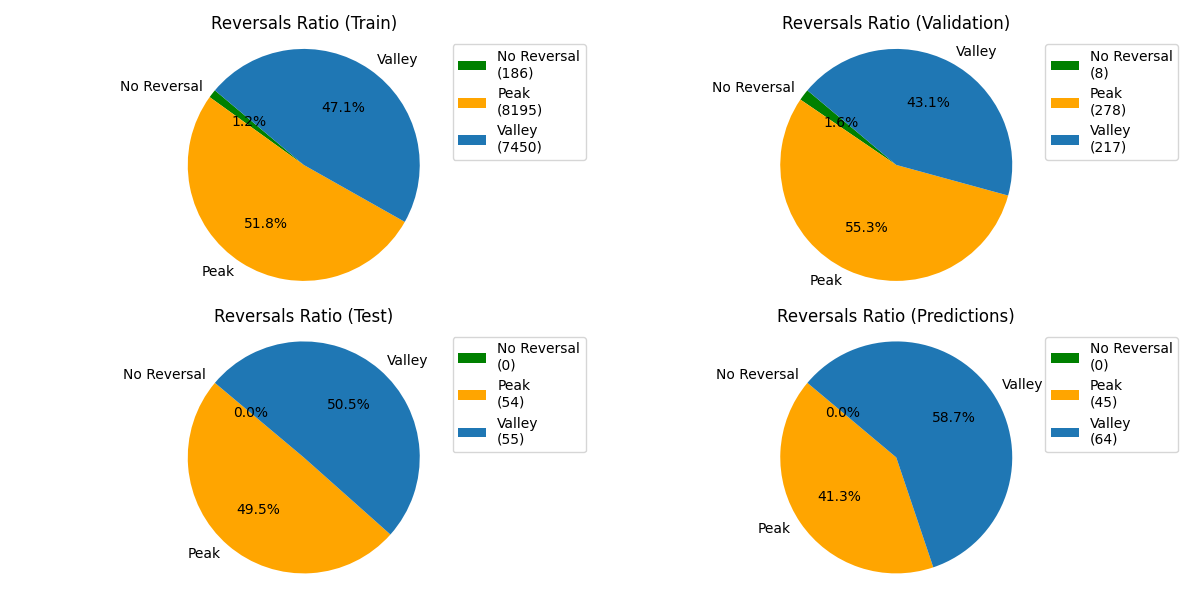 Reversals Ratio (Train)
Valley
No Reversal
47.1%
1.2%
51.8%
Peak
No Reversal
(186)
Peak
(8195)
Valley
(7450)
Reversals Ratio (Validation)
Valley
No Reversal
43.1%
1.6%
55.3%
Peak
No Reversal
(8)
Peak
(278)
Valley
(217)
Reversals Ratio (Test)
Valley
No Reversal
50.5%
0.0%
49.5%
Peak
No Reversal
(0)
Peak
(54)
Valley
(55)
Reversals Ratio (Predictions)
No Reversal
Valley
58.7%
0.0%
41.3%
Peak
No Reversal
(0)
Peak
(45)
Valley
(64)